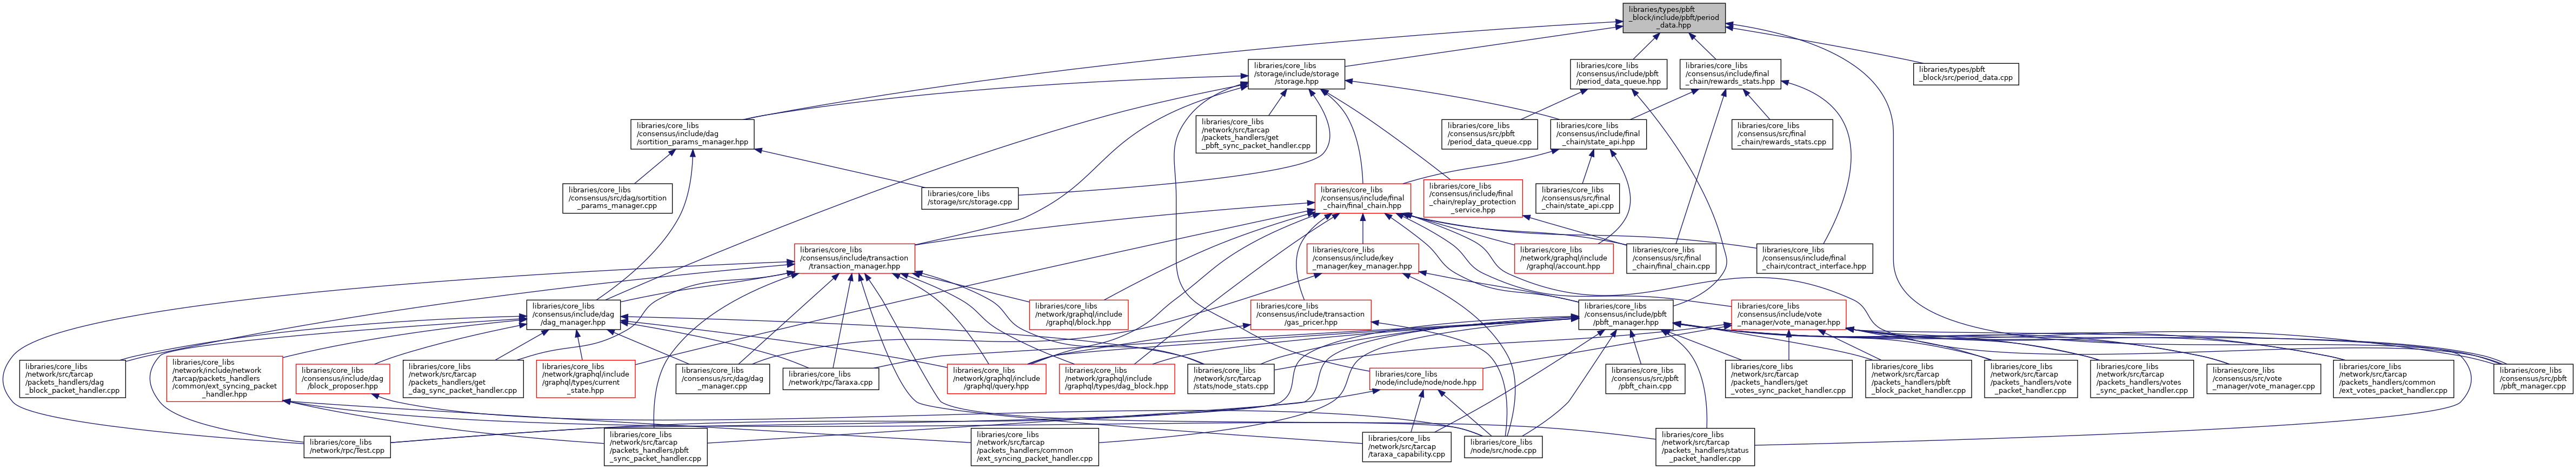 libraries/types/pbft
_block/include/pbft/period
_data.hpp
libraries/core_libs
/storage/include/storage
/storage.hpp
libraries/core_libs
/consensus/include/pbft
/period_data_queue.hpp
libraries/core_libs
/consensus/include/final
_chain/rewards_stats.hpp
libraries/types/pbft
_block/src/period_data.cpp
libraries/core_libs
/consensus/include/dag
/sortition_params_manager.hpp
libraries/core_libs
/network/src/tarcap
/packets_handlers/get
_pbft_sync_packet_handler.cpp
libraries/core_libs
/consensus/src/pbft
/period_data_queue.cpp
libraries/core_libs
/consensus/include/final
_chain/state_api.hpp
libraries/core_libs
/consensus/src/final
_chain/rewards_stats.cpp
libraries/core_libs
/consensus/src/dag/sortition
_params_manager.cpp
libraries/core_libs
/storage/src/storage.cpp
libraries/core_libs
/consensus/include/final
_chain/final_chain.hpp
libraries/core_libs
/consensus/include/final
_chain/replay_protection
_service.hpp
libraries/core_libs
/consensus/src/final
_chain/state_api.cpp
libraries/core_libs
/consensus/include/transaction
/transaction_manager.hpp
libraries/core_libs
/consensus/include/key
_manager/key_manager.hpp
libraries/core_libs
/network/graphql/include
/graphql/account.hpp
libraries/core_libs
/consensus/src/final
_chain/final_chain.cpp
libraries/core_libs
/consensus/include/final
_chain/contract_interface.hpp
libraries/core_libs
/consensus/include/dag
/dag_manager.hpp
libraries/core_libs
/network/graphql/include
/graphql/block.hpp
libraries/core_libs
/consensus/include/transaction
/gas_pricer.hpp
libraries/core_libs
/consensus/include/pbft
/pbft_manager.hpp
libraries/core_libs
/consensus/include/vote
_manager/vote_manager.hpp
libraries/core_libs
/network/src/tarcap
/packets_handlers/dag
_block_packet_handler.cpp
libraries/core_libs
/network/include/network
/tarcap/packets_handlers
/common/ext_syncing_packet
_handler.hpp
libraries/core_libs
/consensus/include/dag
/block_proposer.hpp
libraries/core_libs
/network/src/tarcap
/packets_handlers/get
_dag_sync_packet_handler.cpp
libraries/core_libs
/network/graphql/include
/graphql/types/current
_state.hpp
libraries/core_libs
/consensus/src/dag/dag
_manager.cpp
libraries/core_libs
/network/rpc/Taraxa.cpp
libraries/core_libs
/network/graphql/include
/graphql/query.hpp
libraries/core_libs
/network/graphql/include
/graphql/types/dag_block.hpp
libraries/core_libs
/network/src/tarcap
/stats/node_stats.cpp
libraries/core_libs
/node/include/node/node.hpp
libraries/core_libs
/consensus/src/pbft
/pbft_chain.cpp
libraries/core_libs
/network/src/tarcap
/packets_handlers/get
_votes_sync_packet_handler.cpp
libraries/core_libs
/network/src/tarcap
/packets_handlers/pbft
_block_packet_handler.cpp
libraries/core_libs
/network/src/tarcap
/packets_handlers/vote
_packet_handler.cpp
libraries/core_libs
/network/src/tarcap
/packets_handlers/votes
_sync_packet_handler.cpp
libraries/core_libs
/consensus/src/vote
_manager/vote_manager.cpp
libraries/core_libs
/network/src/tarcap
/packets_handlers/common
/ext_votes_packet_handler.cpp
libraries/core_libs
/consensus/src/pbft
/pbft_manager.cpp
libraries/core_libs
/network/rpc/Test.cpp
libraries/core_libs
/network/src/tarcap
/packets_handlers/pbft
_sync_packet_handler.cpp
libraries/core_libs
/network/src/tarcap
/packets_handlers/common
/ext_syncing_packet_handler.cpp
libraries/core_libs
/network/src/tarcap
/taraxa_capability.cpp
libraries/core_libs
/node/src/node.cpp
libraries/core_libs
/network/src/tarcap
/packets_handlers/status
_packet_handler.cpp